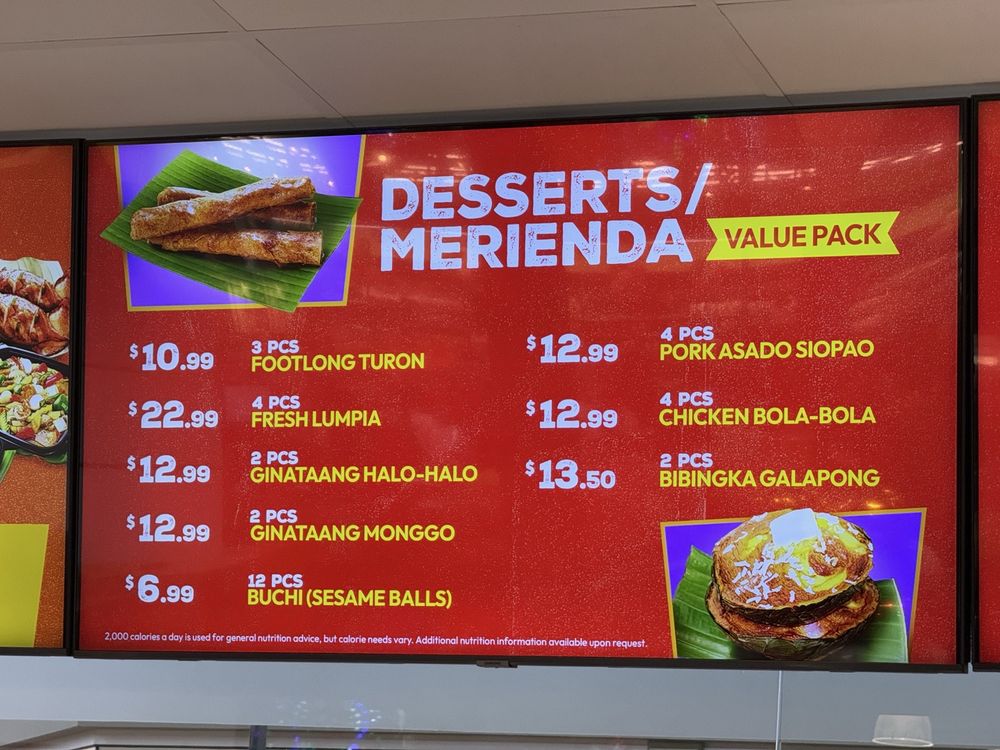 DESSERTS/
MERIENDA
VALUE PACK
$10.99
3 PCS
FOOTLONG TURON
$22.99
4 PCS
FRESH LUMPIA
$12.99
2 PCS
GINATAANG HALO-HALO
$12.99
2 PCS
GINATAANG MONGGO
$6.99
12 PCS
BUCHI (SESAME BALLS)
$12.99
4 PCS
PORK ASADO SIOPAO
$12.99
4 PCS
CHICKEN BOLA-BOLA
$13.50
2 PCS
BIBINGKA GALAPONG
2,000 calories a day is used for general nutrition advice, but calorie needs vary. Additional nutrition information available upon request.